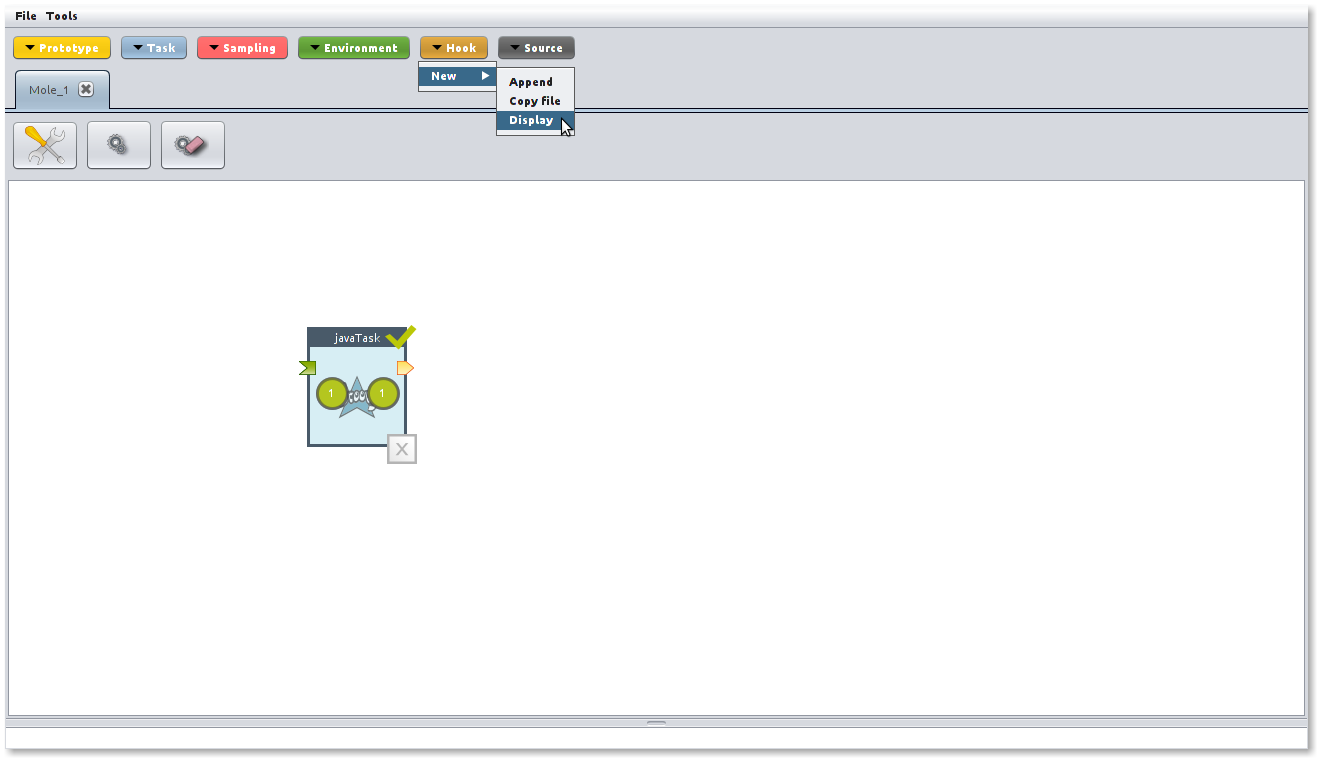 File Tools
Prototype Task Sampling Environment Hook Source
New
Append
Copy file
Display
Mole_1
javaTask
1 1
X